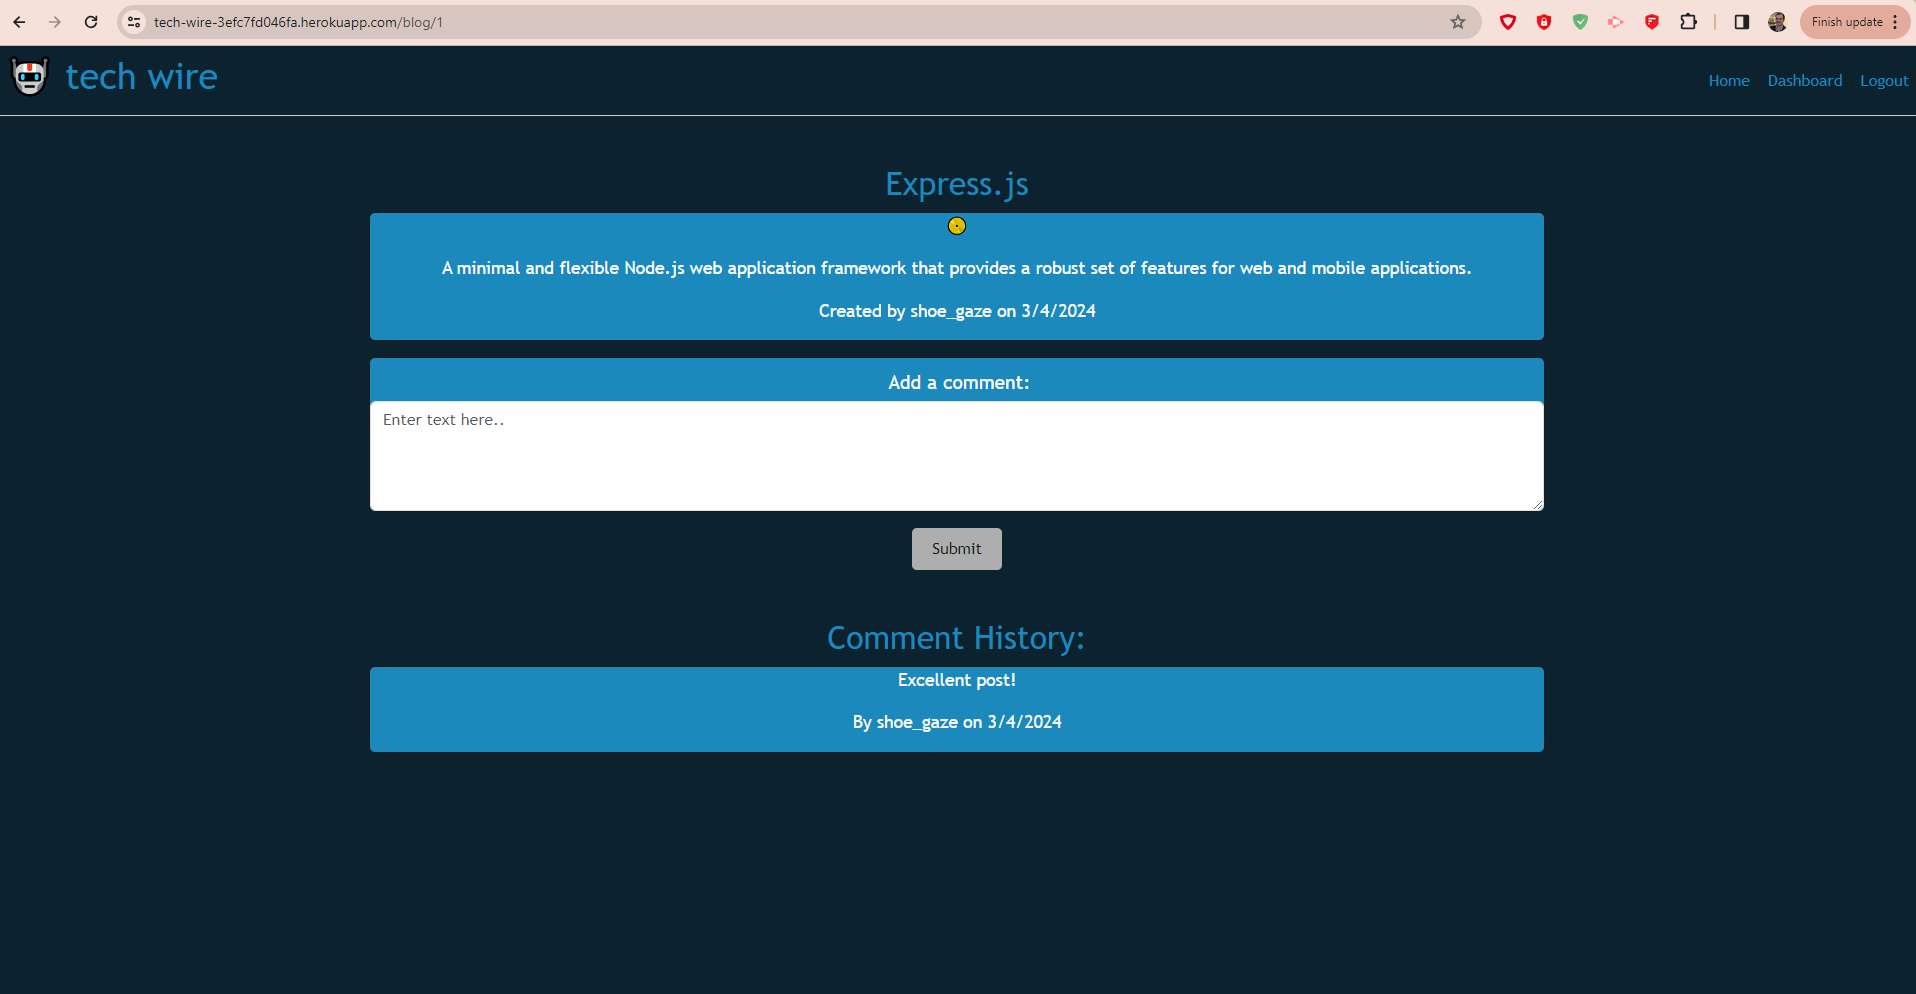 tech-wire-3efc7fd046fa.herokuapp.com/blog/1
Finish update
tech wire
Home Dashboard Logout
Express.js
A minimal and flexible Node.js web application framework that provides a robust set of features for web and mobile applications.
Created by shoe_gaze on 3/4/2024
Add a comment:
Enter text here..
Submit
Comment History:
Excellent post!
By shoe_gaze on 3/4/2024